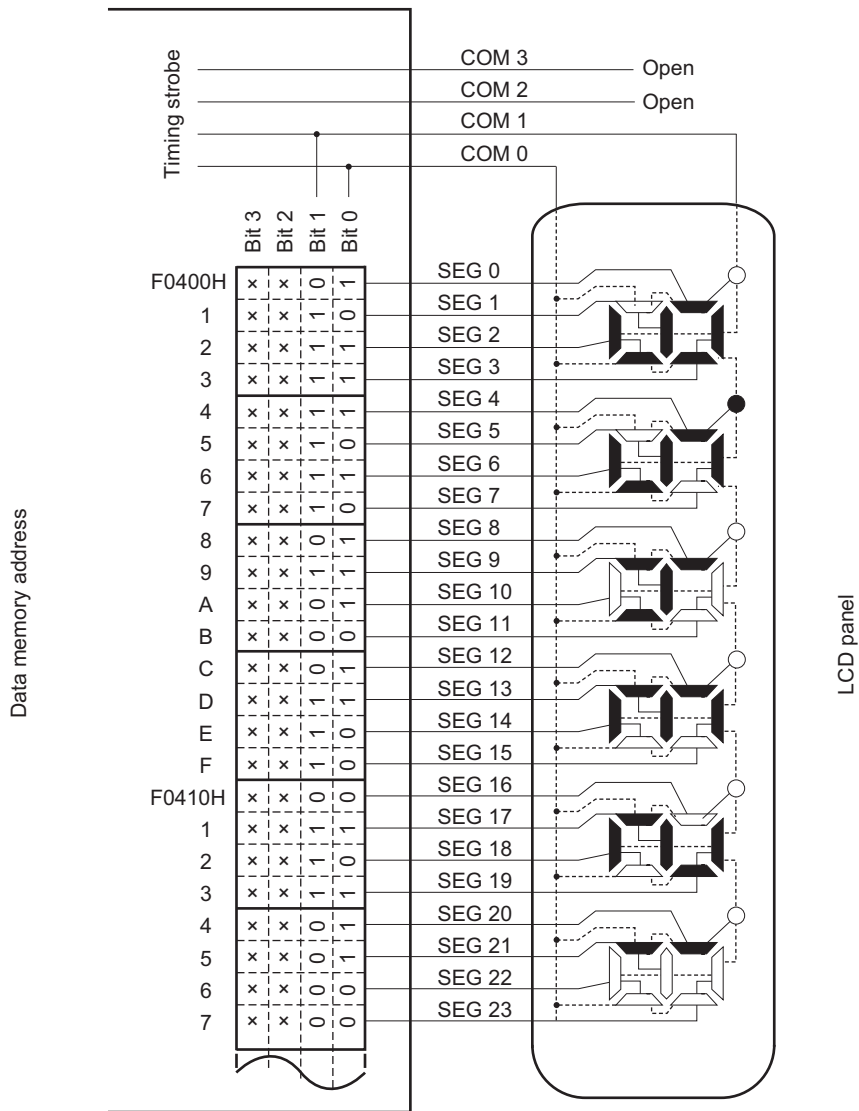 COM 3
Open
COM 2
Open
COM 1
COM 0
Timing strobe
Bit 3
Bit 2
Bit 1
Bit 0
F0400H × × 0 1 SEG 0
1 × × 1 0 SEG 1
2 × × 1 1 SEG 2
3 × × 1 1 SEG 3
4 × × 1 1 SEG 4
5 × × 1 0 SEG 5
6 × × 1 1 SEG 6
7 × × 1 0 SEG 7
8 × × 0 1 SEG 8
9 × × 1 1 SEG 9
A × × 0 1 SEG 10
B × × 0 0 SEG 11
C × × 0 1 SEG 12
D × × 1 1 SEG 13
E × × 1 0 SEG 14
F × × 1 0 SEG 15
F0410H × × 0 0 SEG 16
1 × × 1 1 SEG 17
2 × × 1 0 SEG 18
3 × × 1 1 SEG 19
4 × × 0 1 SEG 20
5 × × 0 1 SEG 21
6 × × 0 0 SEG 22
7 × × 0 0 SEG 23
Data memory address
LCD panel